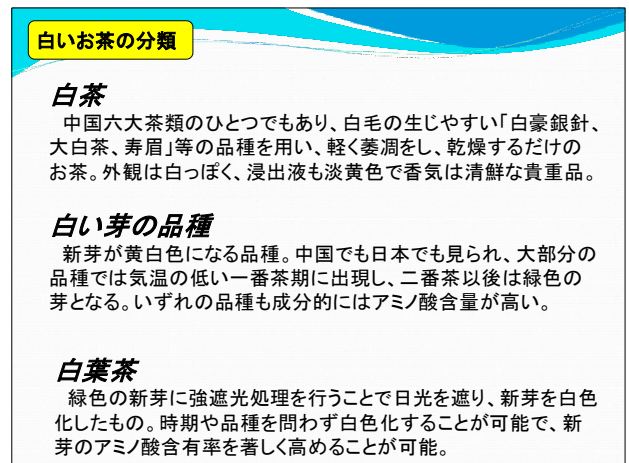 白いお茶の分類
白茶
中国六大茶類のひとつでもあり、白毛の生じやすい「白豪銀針、
大白茶、寿眉」等の品種を用い、軽く萎凋をし、乾燥するだけの
お茶。外観は白っぽく、浸出液も淡黄色で香気は清鮮な貴重品。
白い芽の品種
新芽が黄白色になる品種。中国でも日本でも見られ、大部分の
品種では気温の低い一番茶期に出現し、二番茶以後は緑色の
芽となる。いずれの品種も成分的にはアミノ酸含量が高い。
白葉茶
緑色の新芽に強遮光処理を行うことで日光を遮り、新芽を白色
化したもの。時期や品種を問わず白色化することが可能で、新
芽のアミノ酸含有率を著しく高めることが可能。